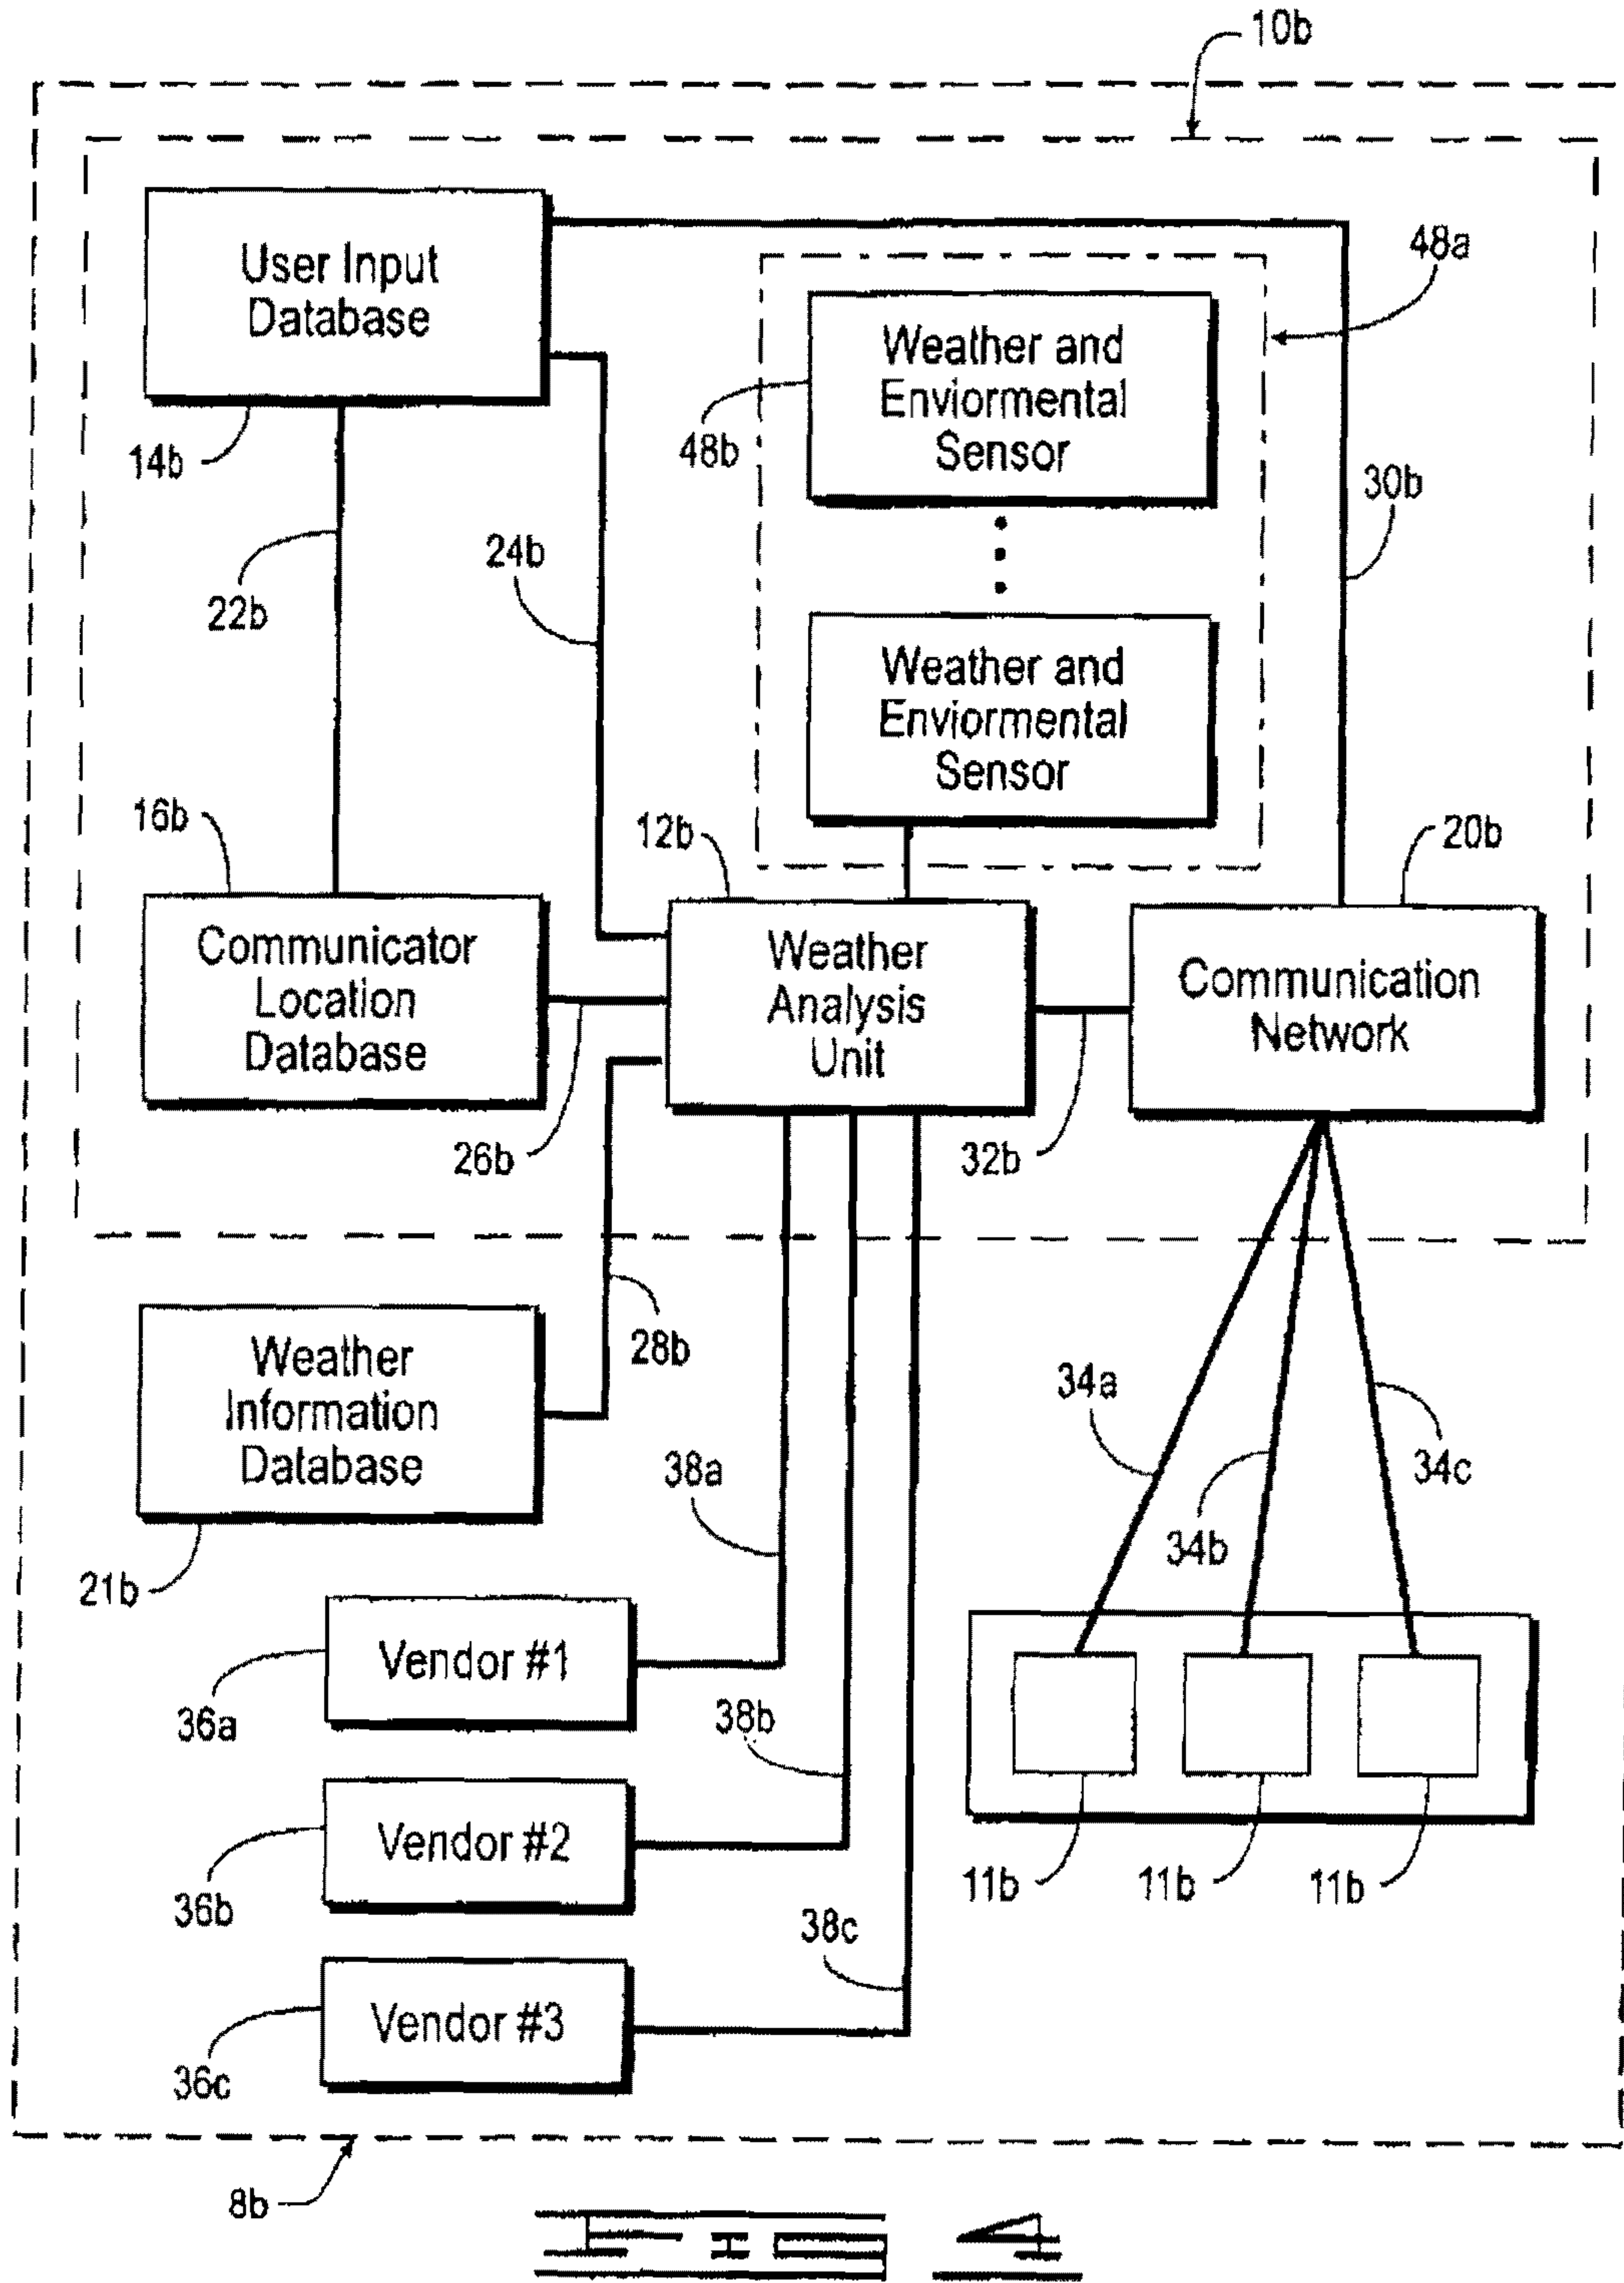 10b
User Input
Database
48a
Weather and
Enviormental
Sensor
48b
14b
30b
24b
22b
Weather and
Enviormental
Sensor
16b
12b
20b
Communicator
Location
Database
Weather
Analysis
Unit
Communication
Network
26b
32b
28b
Weather
Information
Database
34a
34c
38a
34b
21b
Vendor #1
36a
38b
Vendor #2
11b
11b
11b
36b
38c
Vendor #3
36c
8b
FIG 4